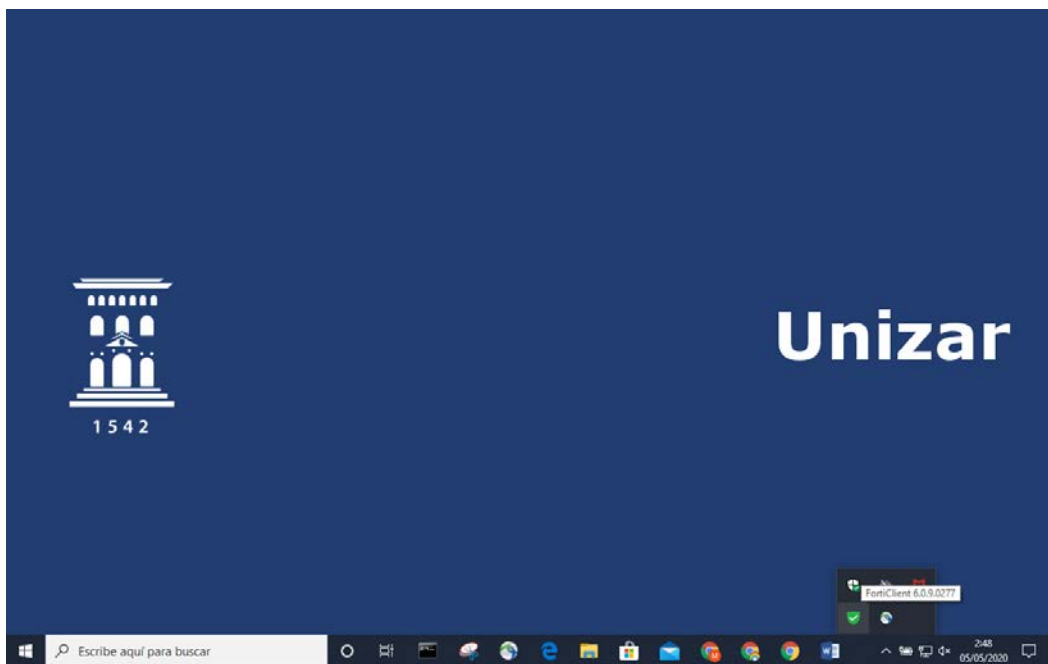 Unizar
1542
FortiClient 6.0.9.0277
Escribe aquí para buscar
2:48
05/05/2020